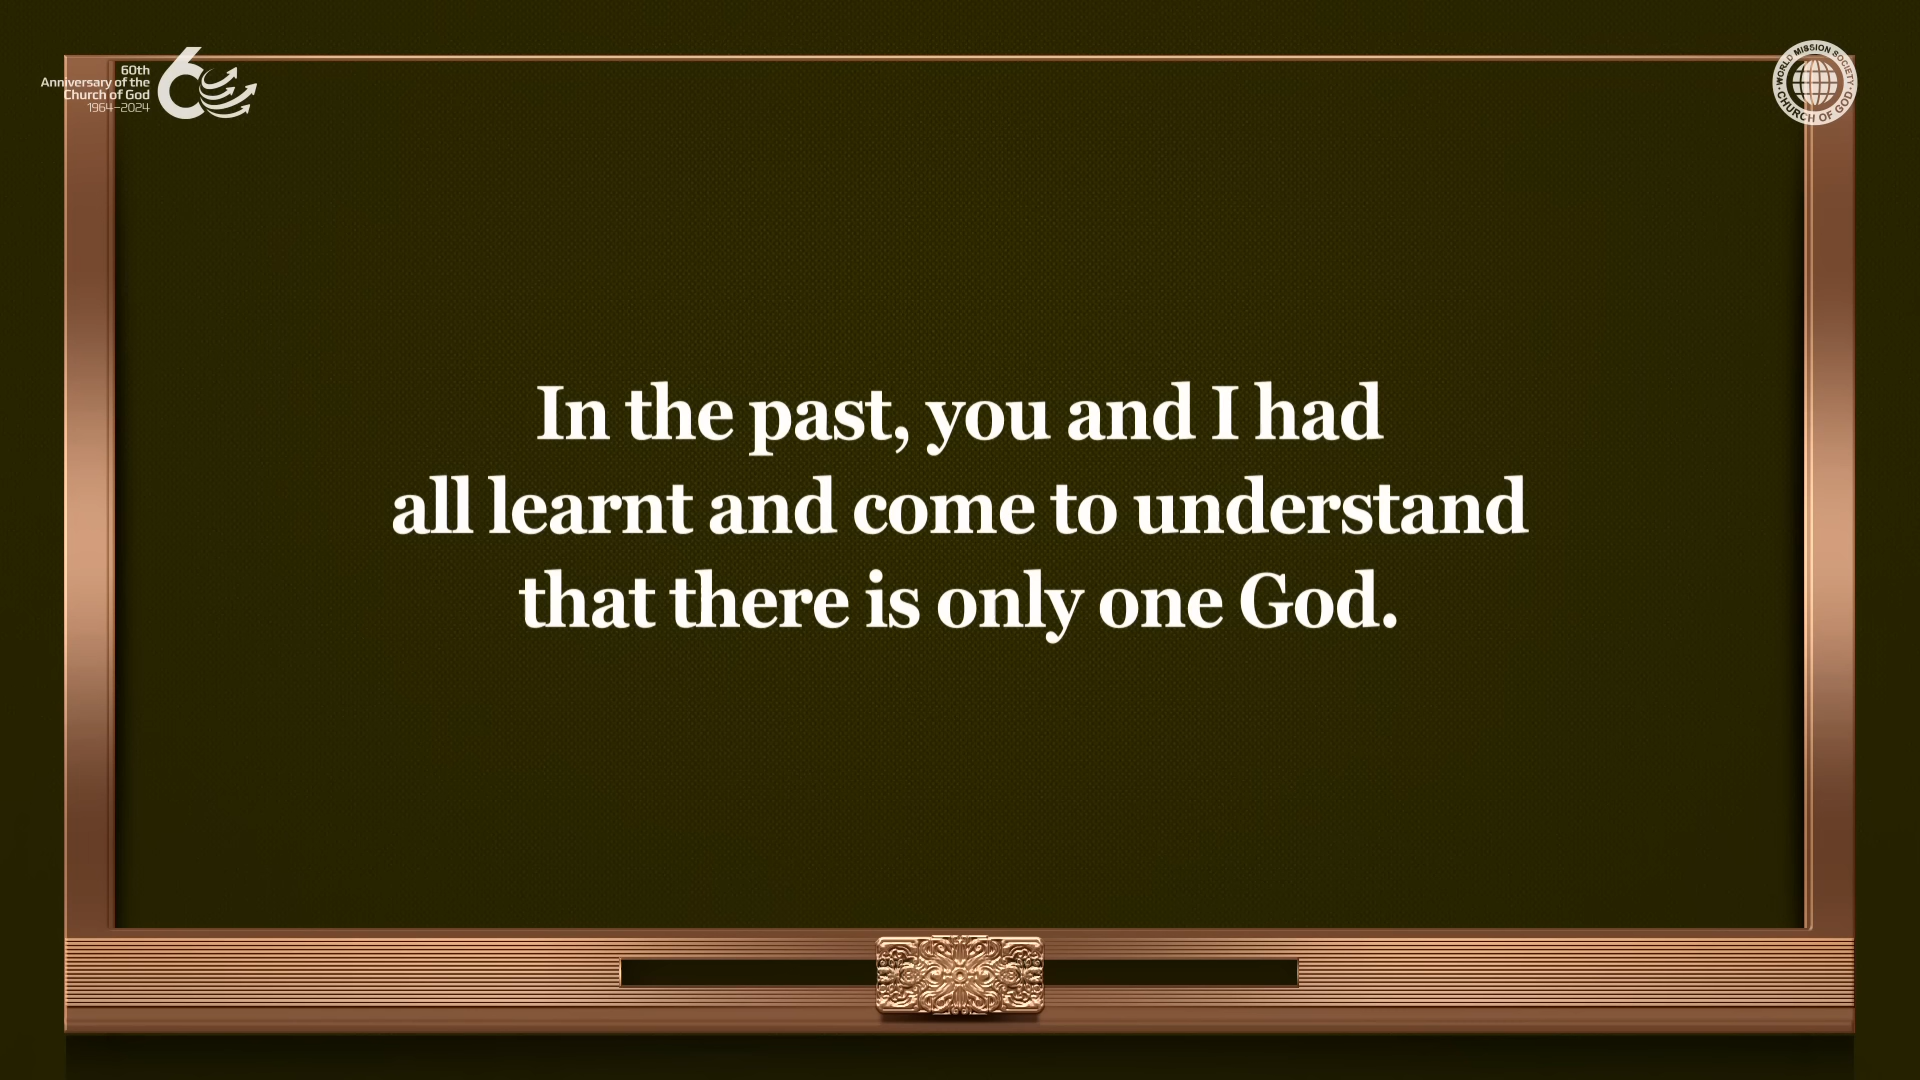 60th
Anniversary of the
Church of God
1964–2024
60
WORLD MISSION SOCIETY
CHURCH OF GOD
In the past, you and I had
all learnt and come to understand
that there is only one God.